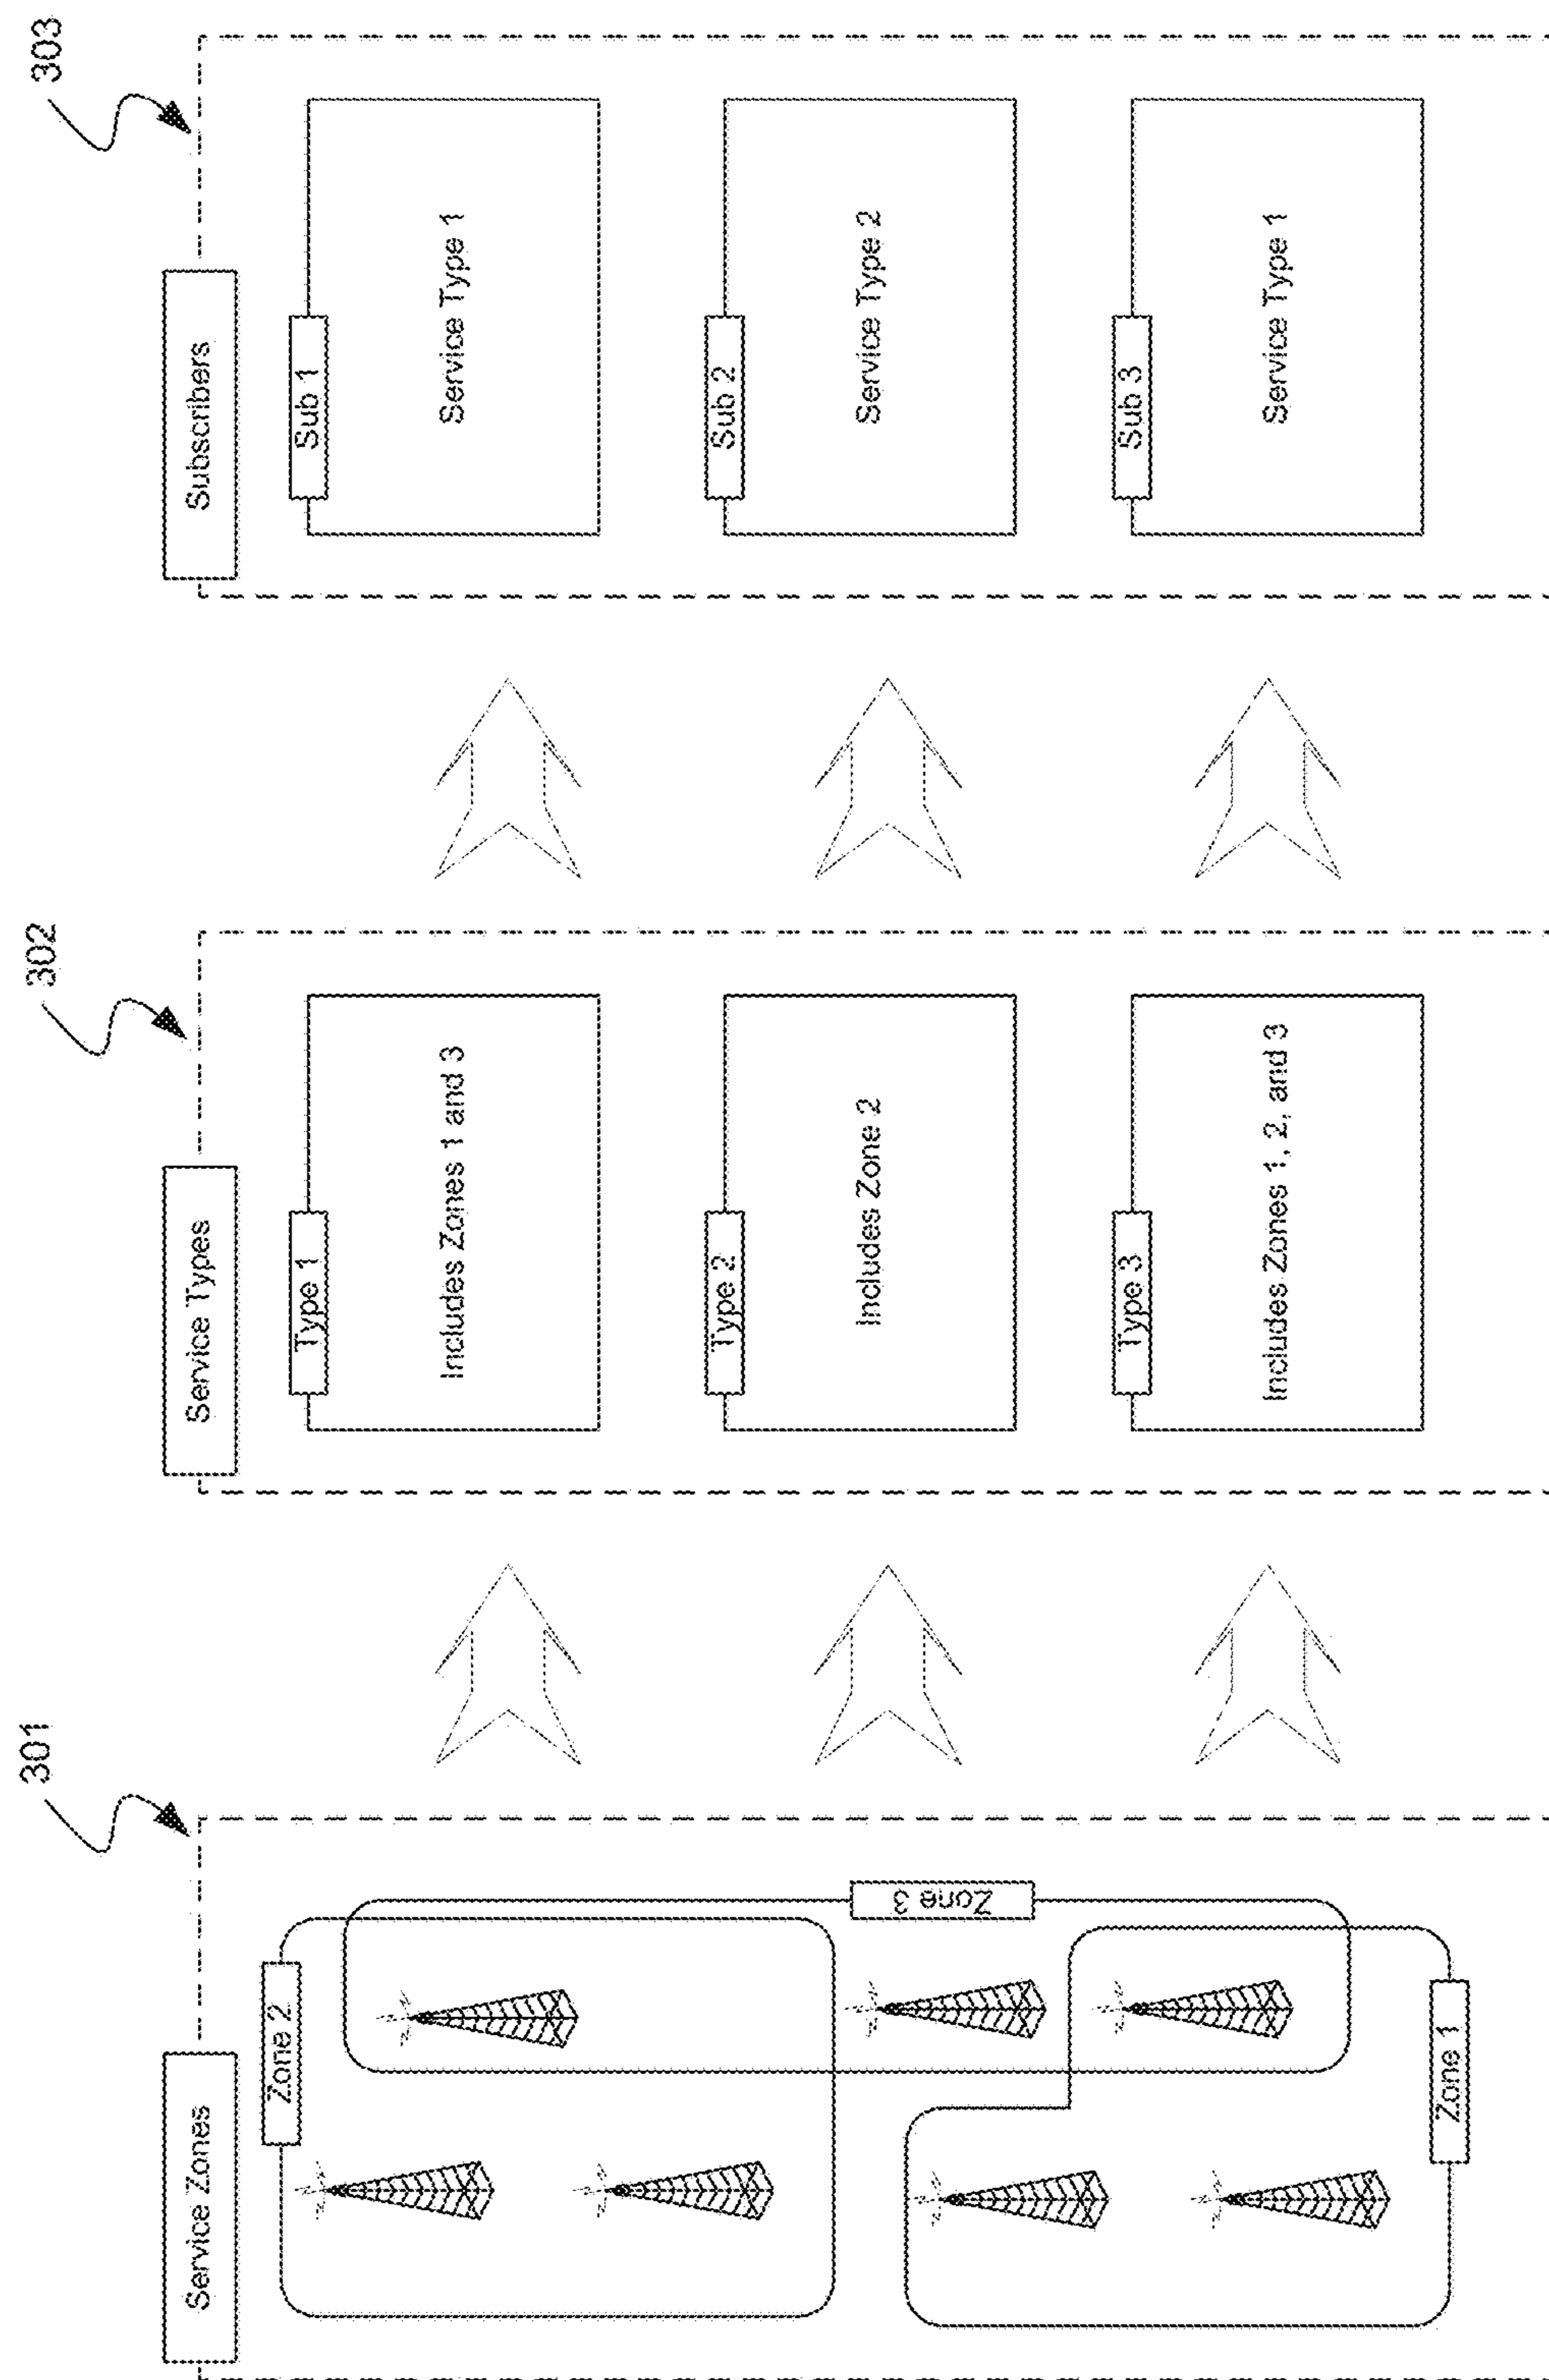 301
Service Zones
Zone 2
Zone 3
Zone 1
302
Service Types
Type 1
Includes Zones 1 and 3
Type 2
Includes Zone 2
Type 3
Includes Zones 1, 2, and 3
303
Subscribers
Sub 1
Service Type 1
Sub 2
Service Type 2
Sub 3
Service Type 1